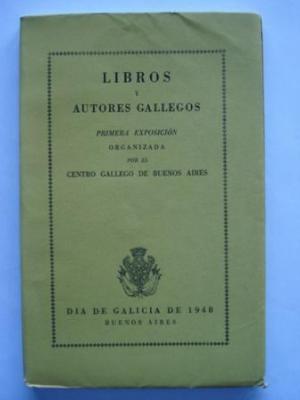 LIBROS
Y
AUTORES GALLEGOS
PRIMERA EXPOSICIÓN
ORGANIZADA
POR EL
CENTRO GALLEGO DE BUENOS AIRES
DIA DE GALICIA DE 1948
BUENOS AIRES